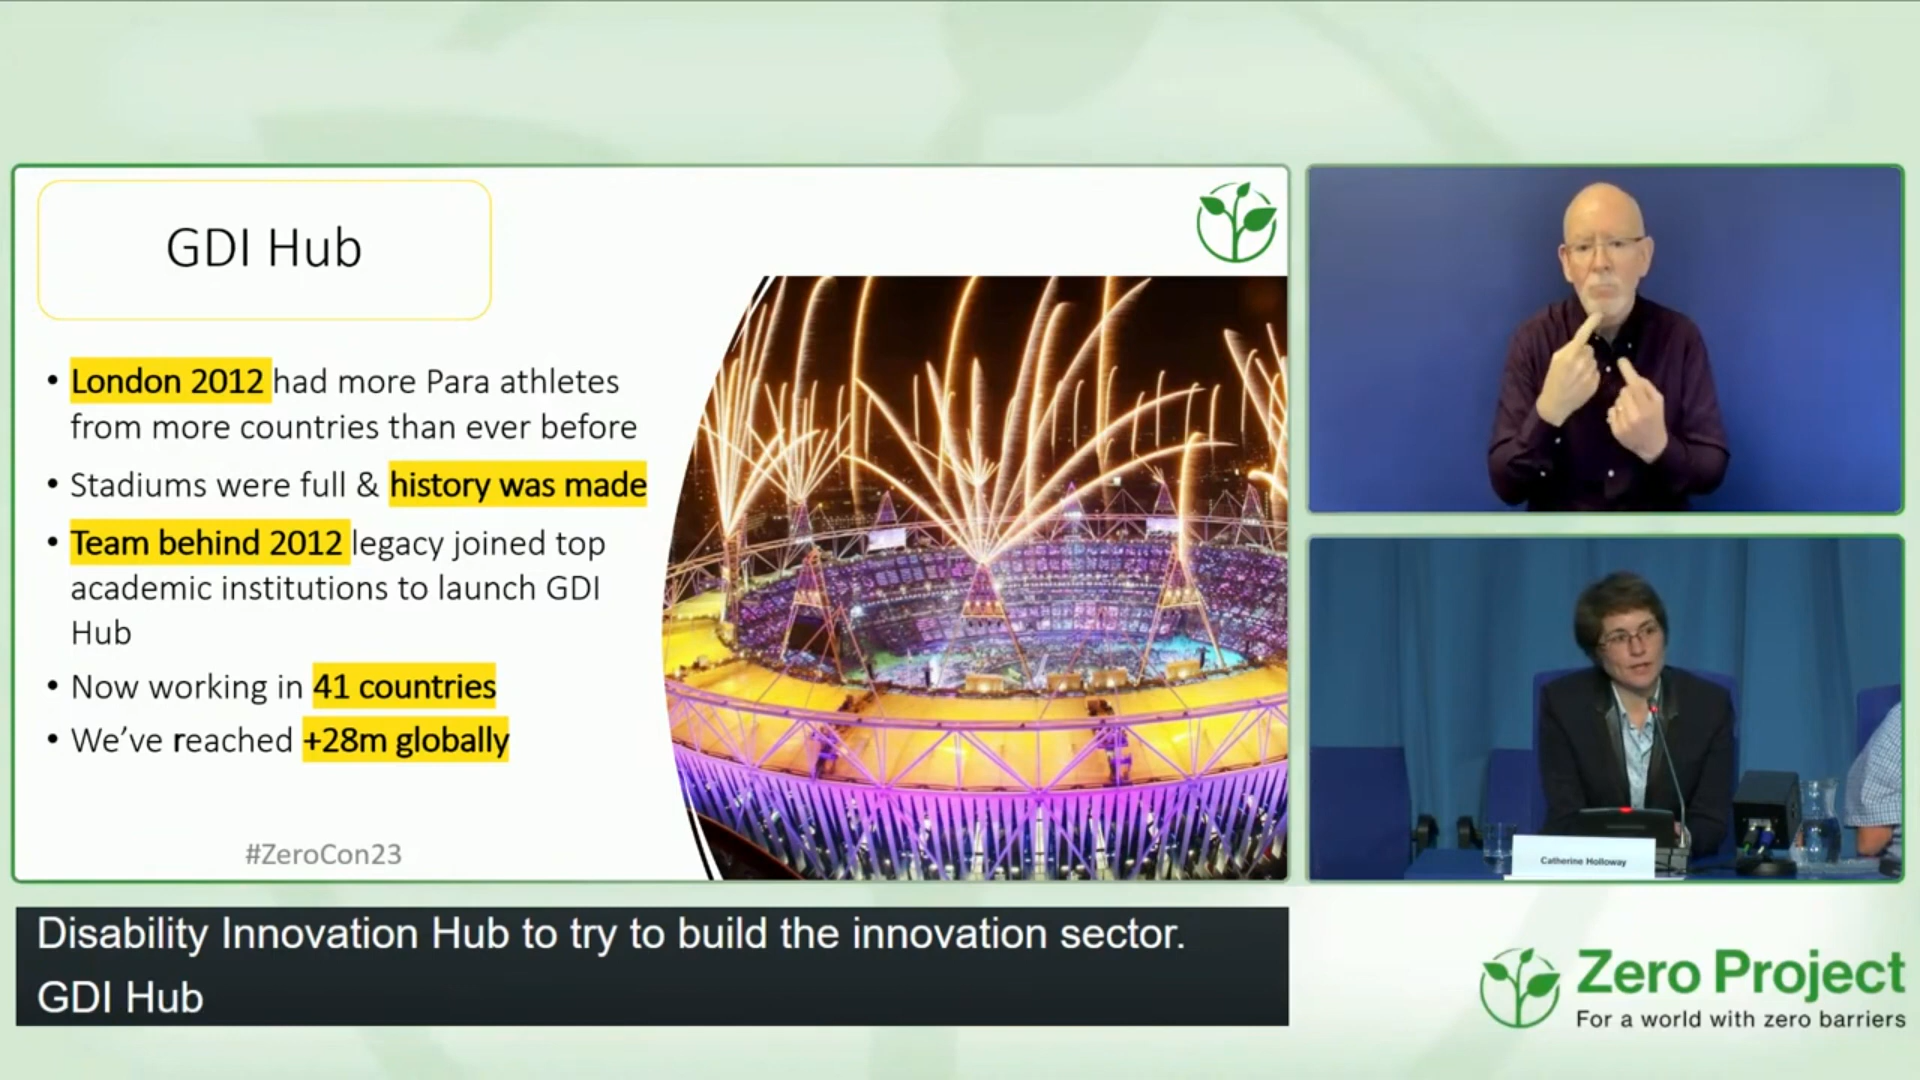 GDI Hub
• London 2012 had more Para athletes
from more countries than ever before
• Stadiums were full & history was made
• Team behind 2012 legacy joined top
academic institutions to launch GDI
Hub
• Now working in 41 countries
• We’ve reached +28m globally
#ZeroCon23
Catherine Holloway
Disability Innovation Hub to try to build the innovation sector.
GDI Hub
Zero Project
For a world with zero barriers